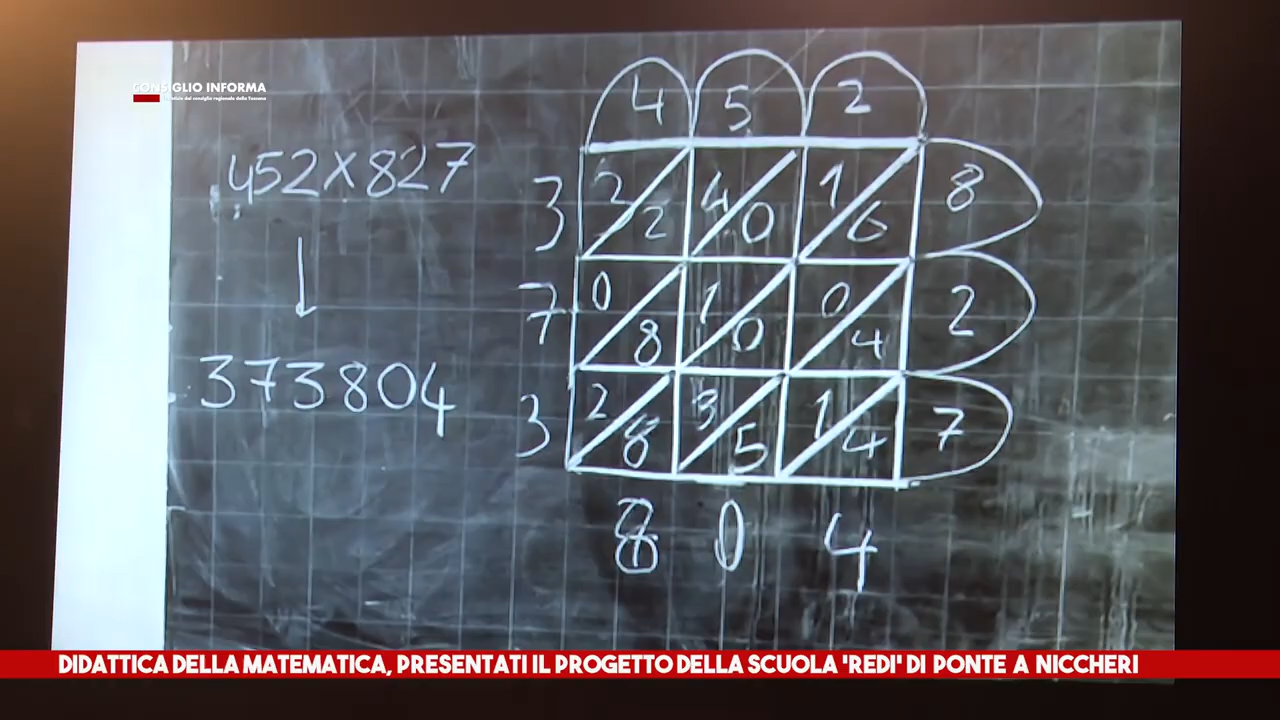 CONSIGLIO INFORMA
4 5 2
452X827
3 3 2 4 0 1 6 8
7 0 8 1 0 0 4 2
373804
3 2 8 3 5 1 4 7
8 0 4
DIDATTICA DELLA MATEMATICA, PRESENTATI IL PROGETTO DELLA SCUOLA 'REDI' DI PONTE A NICCHERI